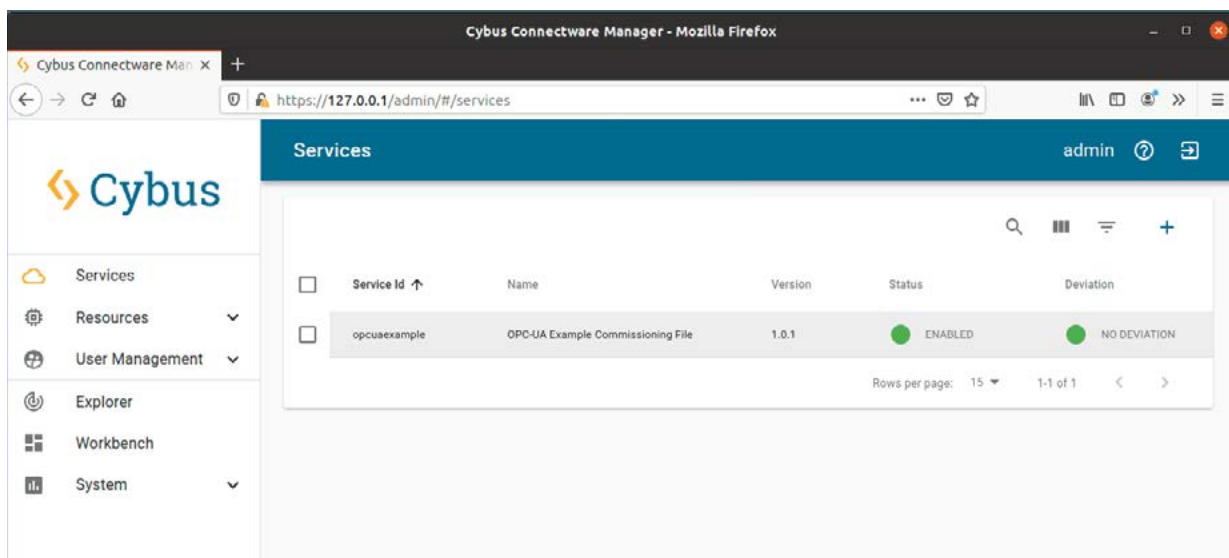 Cybus Connectware Manager - Mozilla Firefox
Cybus Connectware Man
https://127.0.0.1/admin/#/services
Cybus
Services
admin
Services
Resources
User Management
Explorer
Workbench
System
Service Id Name Version Status Deviation
opcuaexample OPC-UA Example Commissioning File 1.0.1 ENABLED NO DEVIATION
Rows per page: 15 1-1 of 1